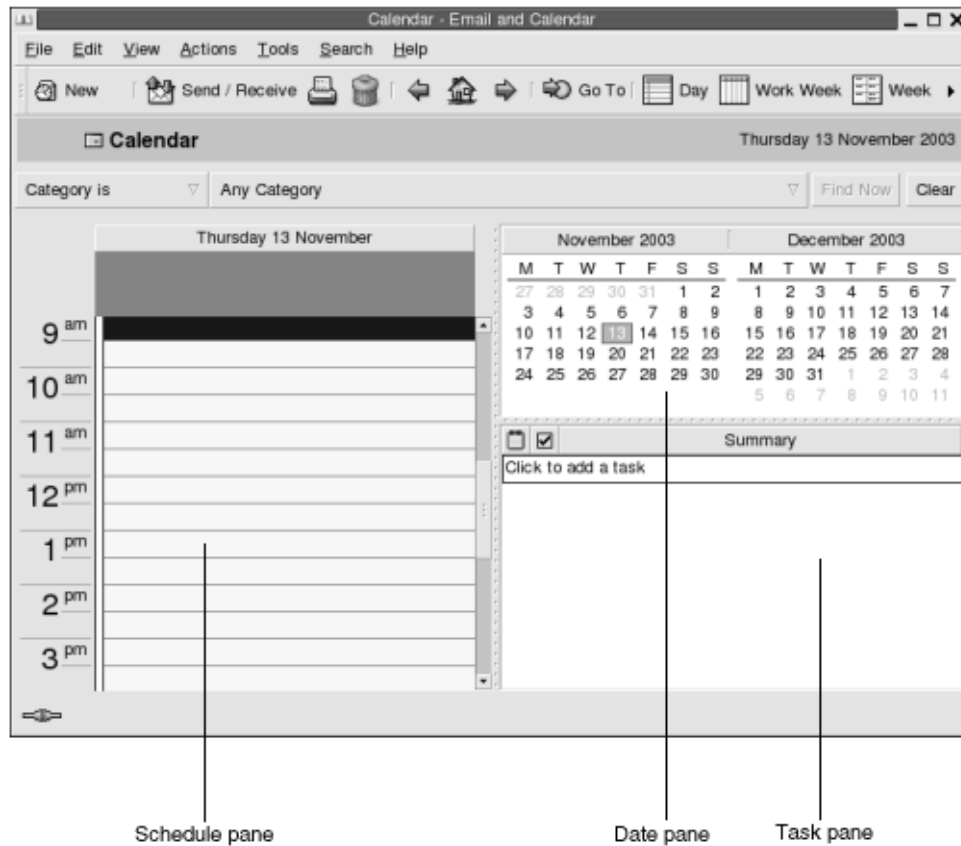 Calendar - Email and Calendar
File Edit View Actions Tools Search Help
New Send / Receive Go To Day Work Week Week
Calendar Thursday 13 November 2003
Category is Any Category Find Now Clear
Thursday 13 November
9 am
10 am
11 am
12 pm
1 pm
2 pm
3 pm
November 2003
M T W T F S S
27 28 29 30 31 1 2
3 4 5 6 7 8 9
10 11 12 13 14 15 16
17 18 19 20 21 22 23
24 25 26 27 28 29 30
December 2003
M T W T F S S
1 2 3 4 5 6 7
8 9 10 11 12 13 14
15 16 17 18 19 20 21
22 23 24 25 26 27 28
29 30 31 1 2 3 4
5 6 7 8 9 10 11
Summary
Click to add a task
Schedule pane Date pane Task pane